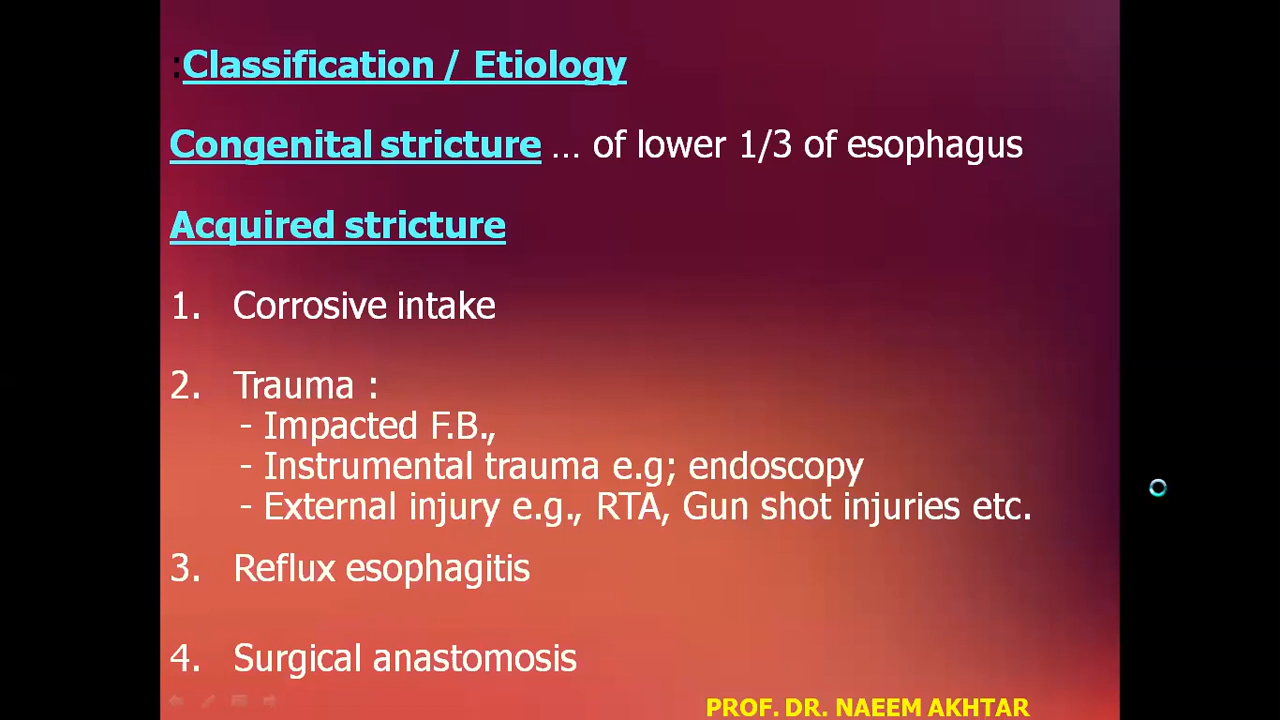 :Classification / Etiology
Congenital stricture ... of lower 1/3 of esophagus
Acquired stricture
1. Corrosive intake
2. Trauma :
- Impacted F.B.,
- Instrumental trauma e.g; endoscopy
- External injury e.g., RTA, Gun shot injuries etc.
3. Reflux esophagitis
4. Surgical anastomosis
PROF. DR. NAEEM AKHTAR